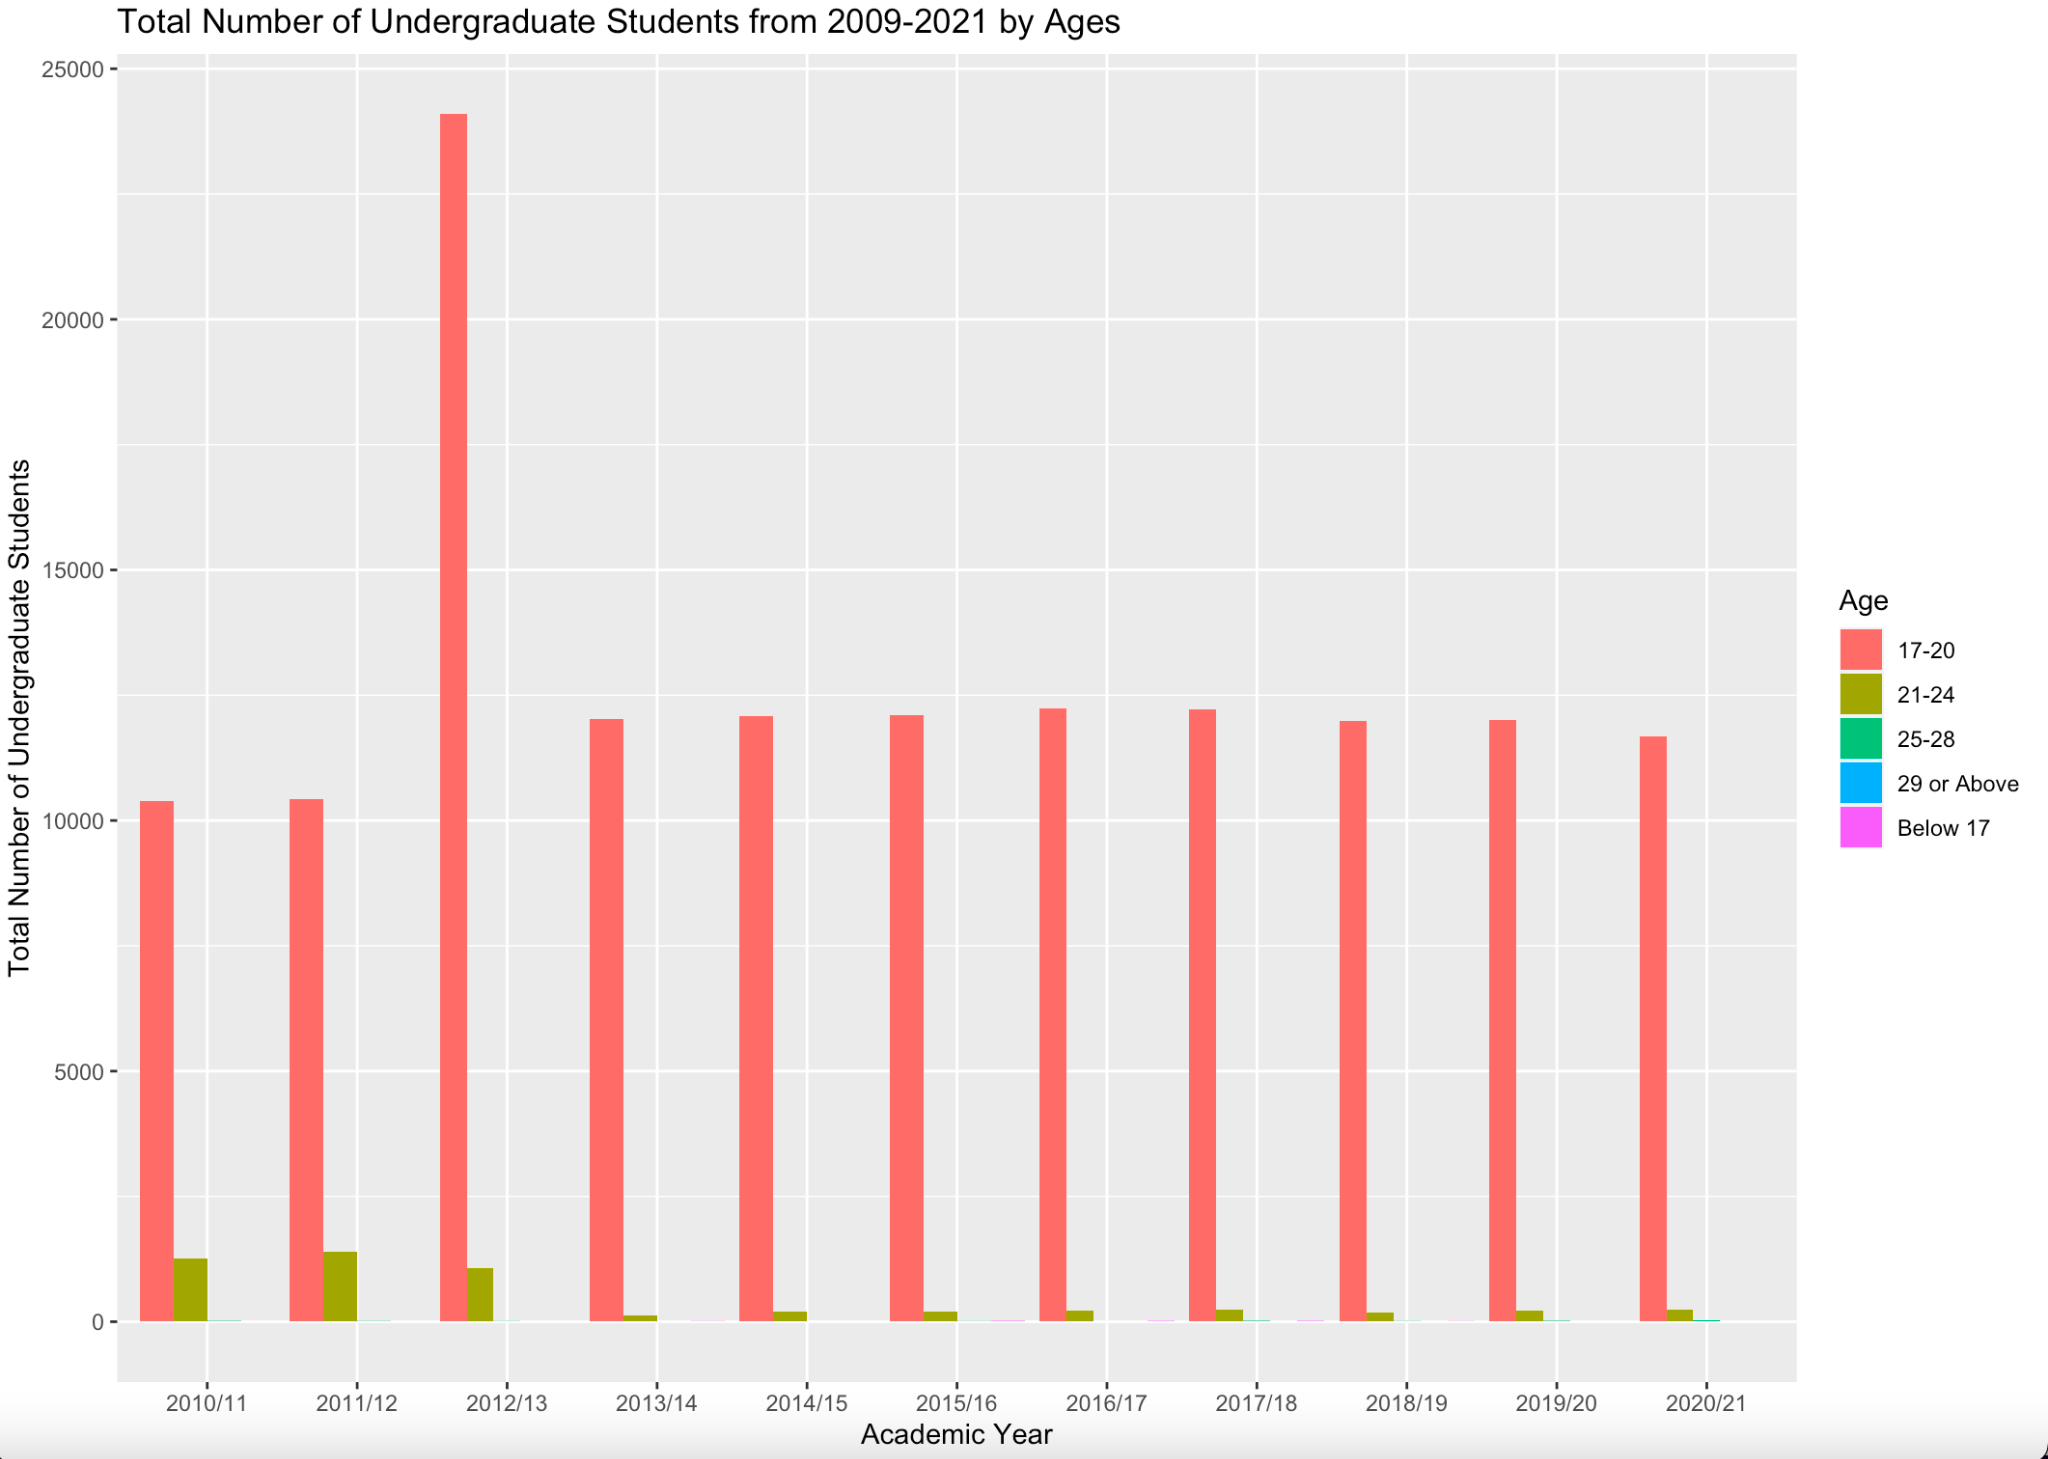 Total Number of Undergraduate Students from 2009-2021 by Ages
Total Number of Undergraduate Students
25000
20000
15000
10000
5000
0
2010/11 2011/12 2012/13 2013/14 2014/15 2015/16 2016/17 2017/18 2018/19 2019/20 2020/21
Academic Year
Age
17-20
21-24
25-28
29 or Above
Below 17